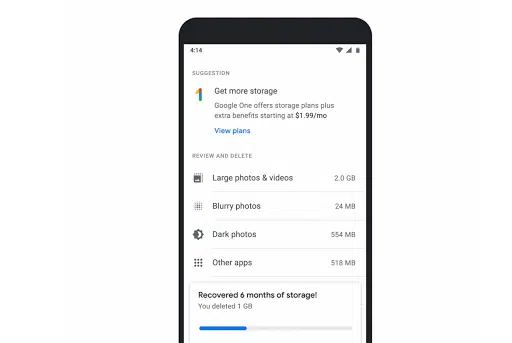 4:14
SUGGESTION
Get more storage
Google One offers storage plans plus
extra benefits starting at $1.99/mo
View plans
REVIEW AND DELETE
Large photos & videos 2.0 GB
Blurry photos 24 MB
Dark photos 554 MB
Other apps 518 MB
Recovered 6 months of storage!
You deleted 1 GB